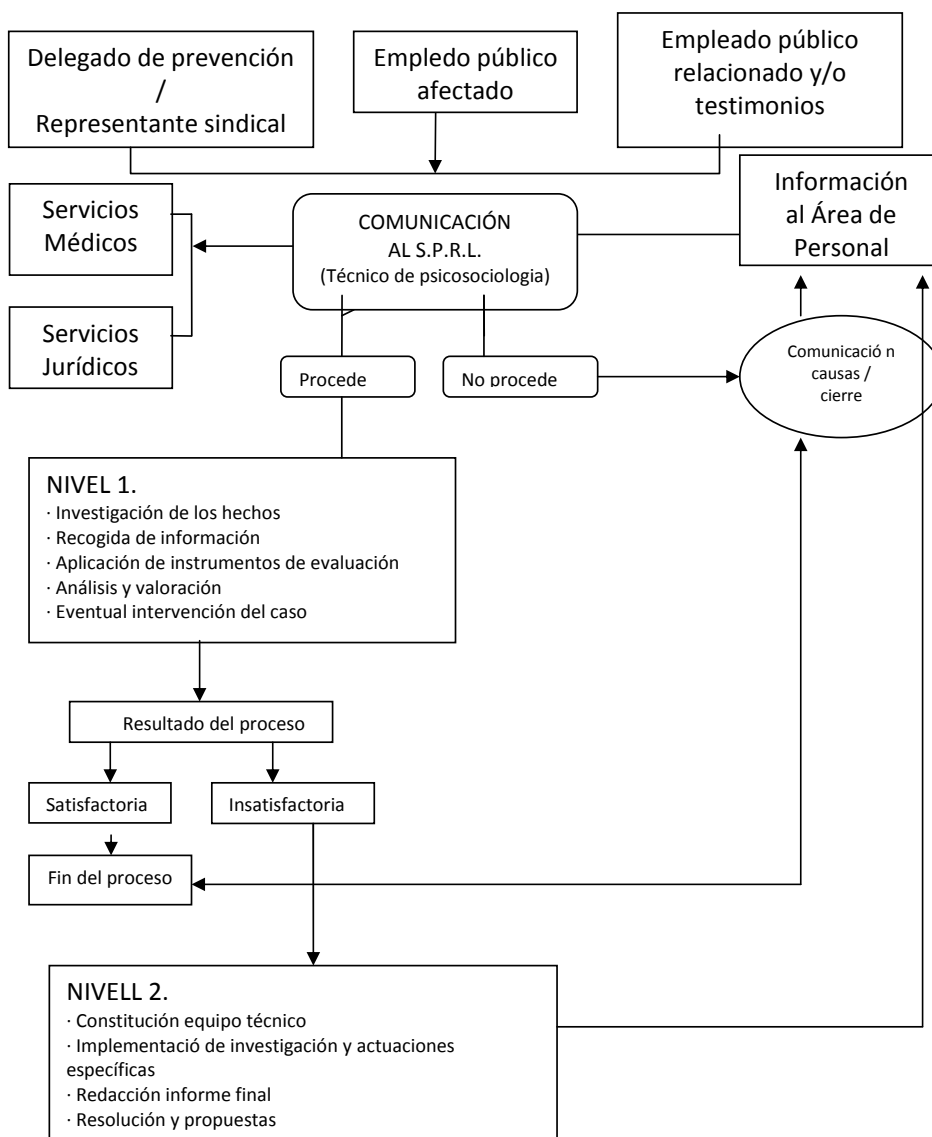 Delegado de prevención
/
Representante sindical
Empledo público
afectado
Empleado público
relacionado y/o
testimonios
Servicios
Médicos
COMUNICACIÓN
AL S.P.R.L.
(Técnico de psicosociologia)
Información
al Área de
Personal
Servicios
Jurídicos
Procede
No procede
Comunicació n
causas /
cierre
NIVEL 1.
· Investigación de los hechos
· Recogida de información
· Aplicación de instrumentos de evaluación
· Análisis y valoración
· Eventual intervención del caso
Resultado del proceso
Satisfactoria
Insatisfactoria
Fin del proceso
NIVELL 2.
· Constitución equipo técnico
· Implementació de investigación y actuaciones
específicas
· Redacción informe final
· Resolución y propuestas